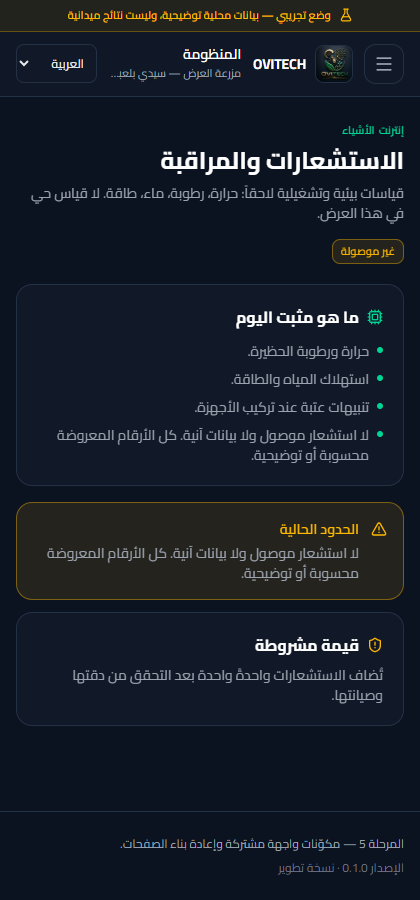 وضع تجريبي — بيانات محلية توضيحية، وليست نتائج ميدانية
OVITECH
المنظومة
مزرعة العرض — سيدي بلعبـ...
العربية
إنترنت الأشياء
الاستشعارات والمراقبة
قياسات بيئية وتشغيلية لاحقاً: حرارة، رطوبة، ماء، طاقة. لا قياس حي
في هذا العرض.
غير موصولة
ما هو مثبت اليوم
حرارة ورطوبة الحظيرة.
استهلاك المياه والطاقة.
تنبيهات عتبة عند تركيب الأجهزة.
لا استشعار موصول ولا بيانات آنية. كل الأرقام المعروضة
محسوبة أو توضيحية.
الحدود الحالية
لا استشعار موصول ولا بيانات آنية. كل الأرقام المعروضة
محسوبة أو توضيحية.
قيمة مشروطة
تُضاف الاستشعارات واحدةً واحدة بعد التحقق من دقتها
وصيانتها.
المرحلة 5 — مكوّنات واجهة مشتركة وإعادة بناء الصفحات.
الإصدار 0.1.0 · نسخة تطوير